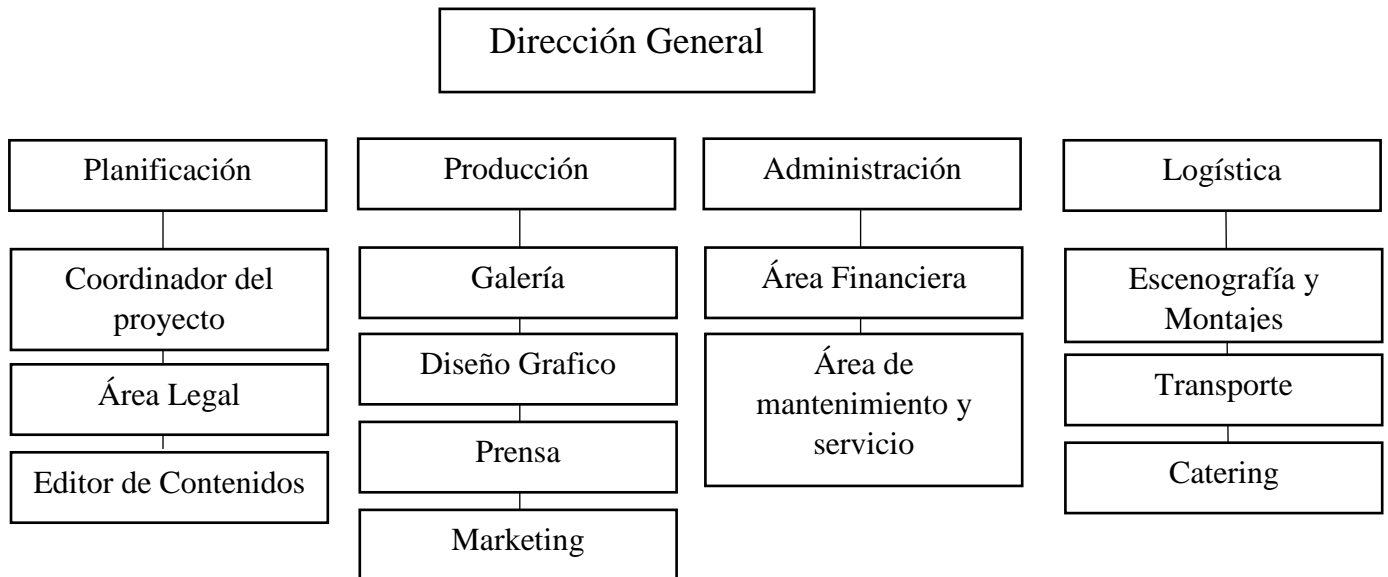 Dirección General
Planificación
Producción
Administración
Logística
Coordinador del
proyecto
Área Legal
Editor de Contenidos
Galería
Diseño Grafico
Prensa
Marketing
Área Financiera
Área de
mantenimiento y
servicio
Escenografía y
Montajes
Transporte
Catering